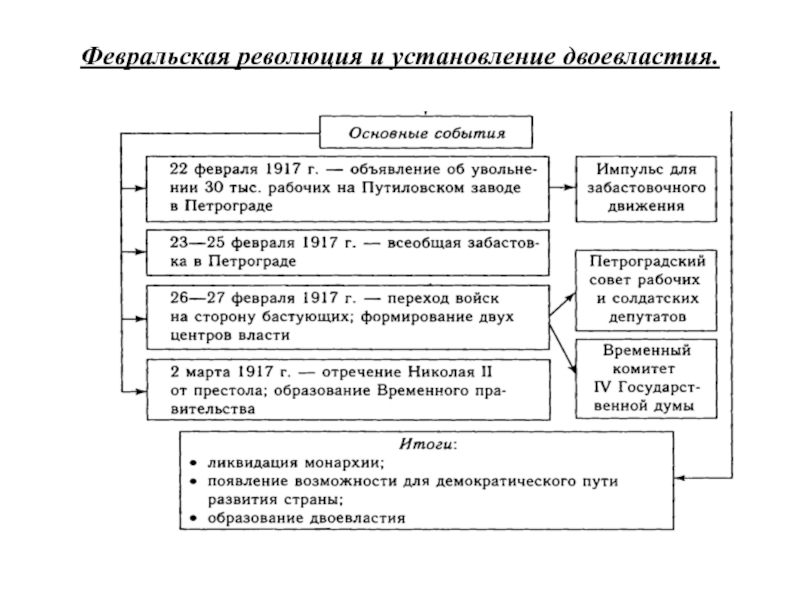 Февральская революция и установление двоевластия.
Основные события
22 февраля 1917 г. — объявление об увольне-
нии 30 тыс. рабочих на Путиловском заводе
в Петрограде
Импульс для
забастовочного
движения
23—25 февраля 1917 г. — всеобщая забастов-
ка в Петрограде
26—27 февраля 1917 г. — переход войск
на сторону бастующих; формирование двух
центров власти
Петроградский
совет рабочих
и солдатских
депутатов
Временный
комитет
IV Государст-
венной думы
2 марта 1917 г. — отречение Николая II
от престола; образование Временного пра-
вительства
Итоги:
• ликвидация монархии;
• появление возможности для демократического пути
развития страны;
• образование двоевластия